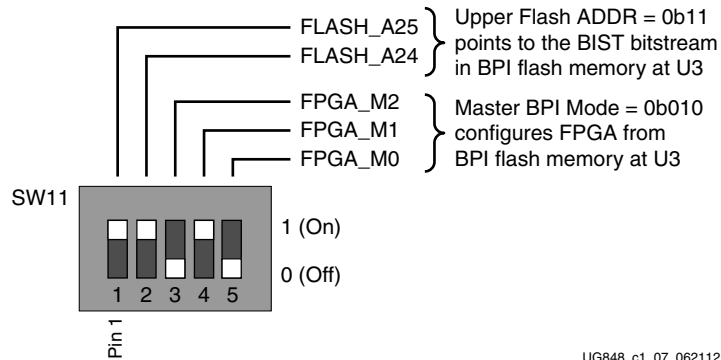 FLASH_A25
FLASH_A24
Upper Flash ADDR = 0b11
points to the BIST bitstream
in BPI flash memory at U3
FPGA_M2
FPGA_M1
FPGA_M0
Master BPI Mode = 0b010
configures FPGA from
BPI flash memory at U3
SW11
1 (On)
0 (Off)
1 2 3 4 5
Pin 1
UG848_c1_07_062112